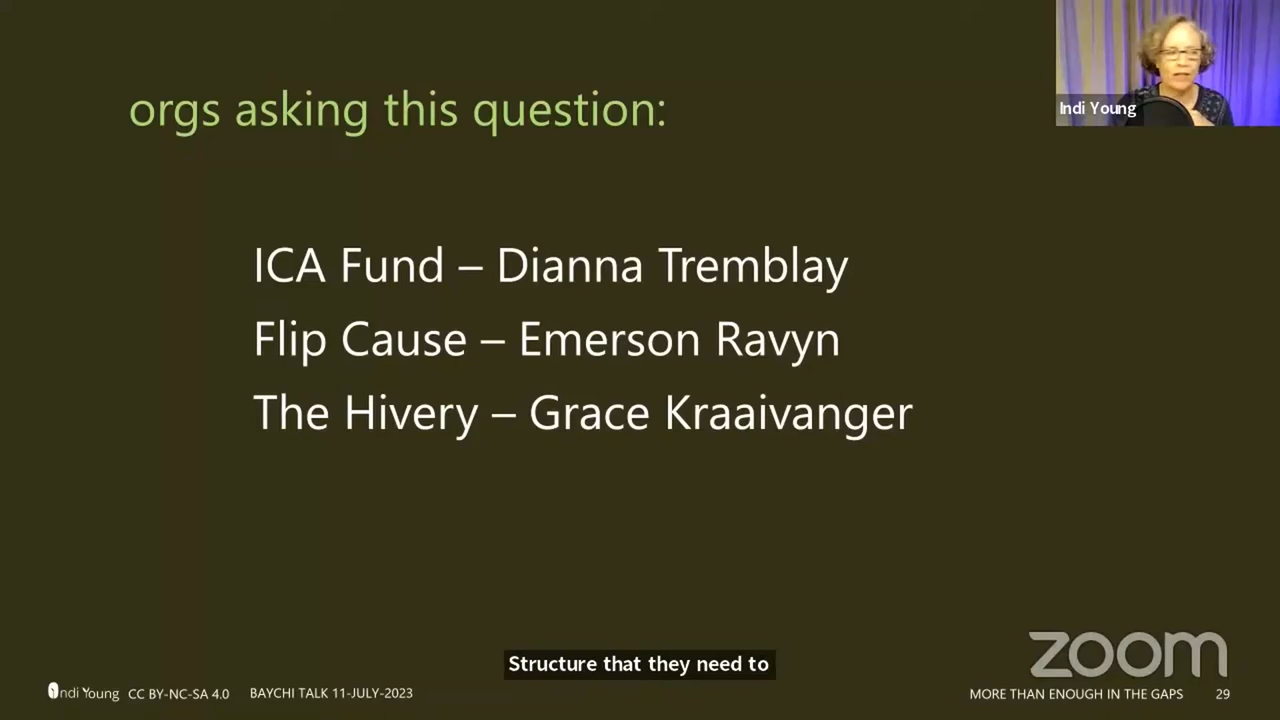 Indi Young
orgs asking this question:
ICA Fund – Dianna Tremblay
Flip Cause – Emerson Ravyn
The Hivery – Grace Kraaivanger
Structure that they need to
zoom
Indi Young CC BY-NC-SA 4.0 BAYCHI TALK 11-JULY-2023 MORE THAN ENOUGH IN THE GAPS 29